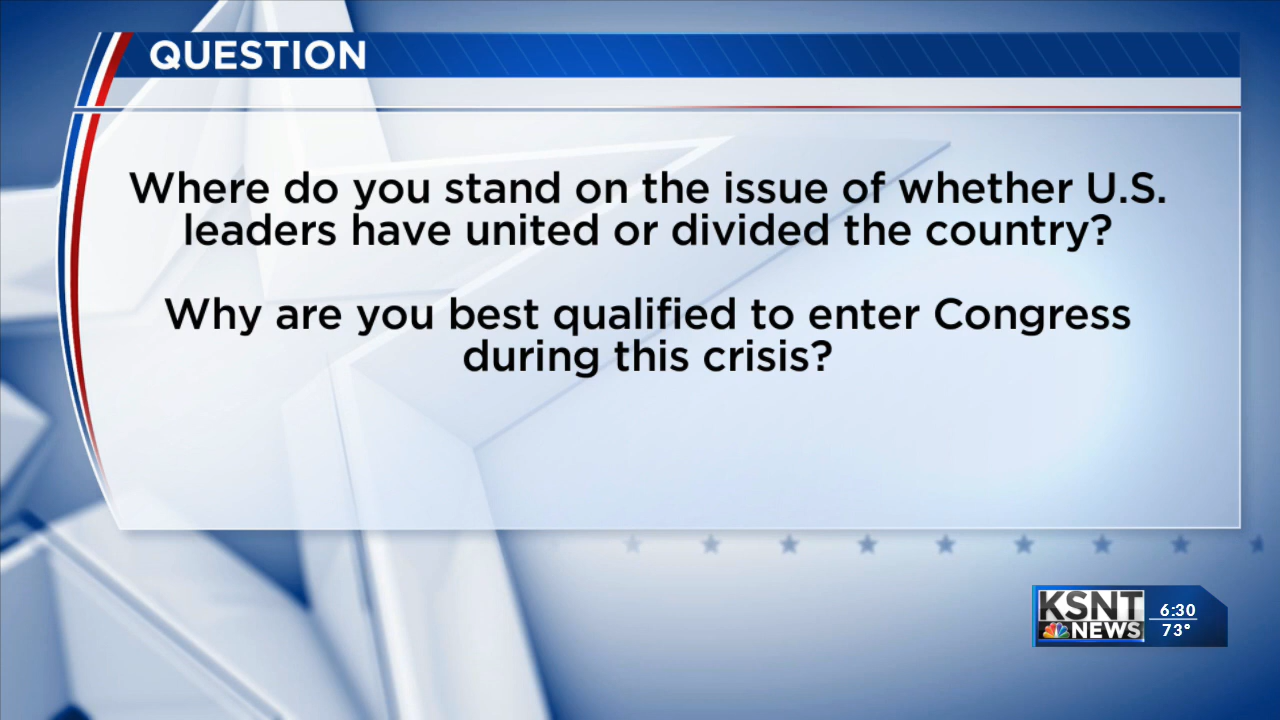 QUESTION
Where do you stand on the issue of whether U.S.
leaders have united or divided the country?
Why are you best qualified to enter Congress
during this crisis?
KSNT
NEWS
6:30
73°